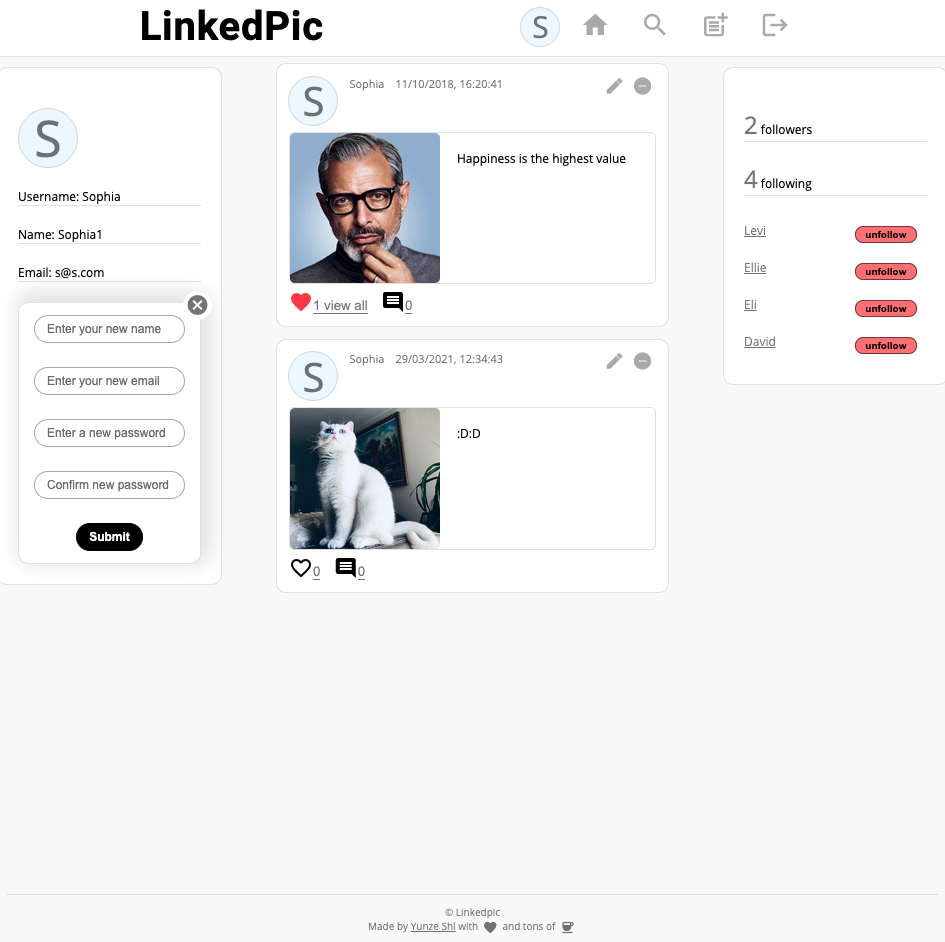 LinkedPic
S
S
Username: Sophia
Name: Sophia1
Email: s@s.com
Enter your new name
Enter your new email
Enter a new password
Confirm new password
Submit
S
Sophia 11/10/2018, 16:20:41
Happiness is the highest value
1 view all 0
S
Sophia 29/03/2021, 12:34:43
:D:D
0 0
2 followers
4 following
Levi unfollow
Ellie unfollow
Eli unfollow
David unfollow
© Linkedpic
Made by Yunze Shi with and tons of